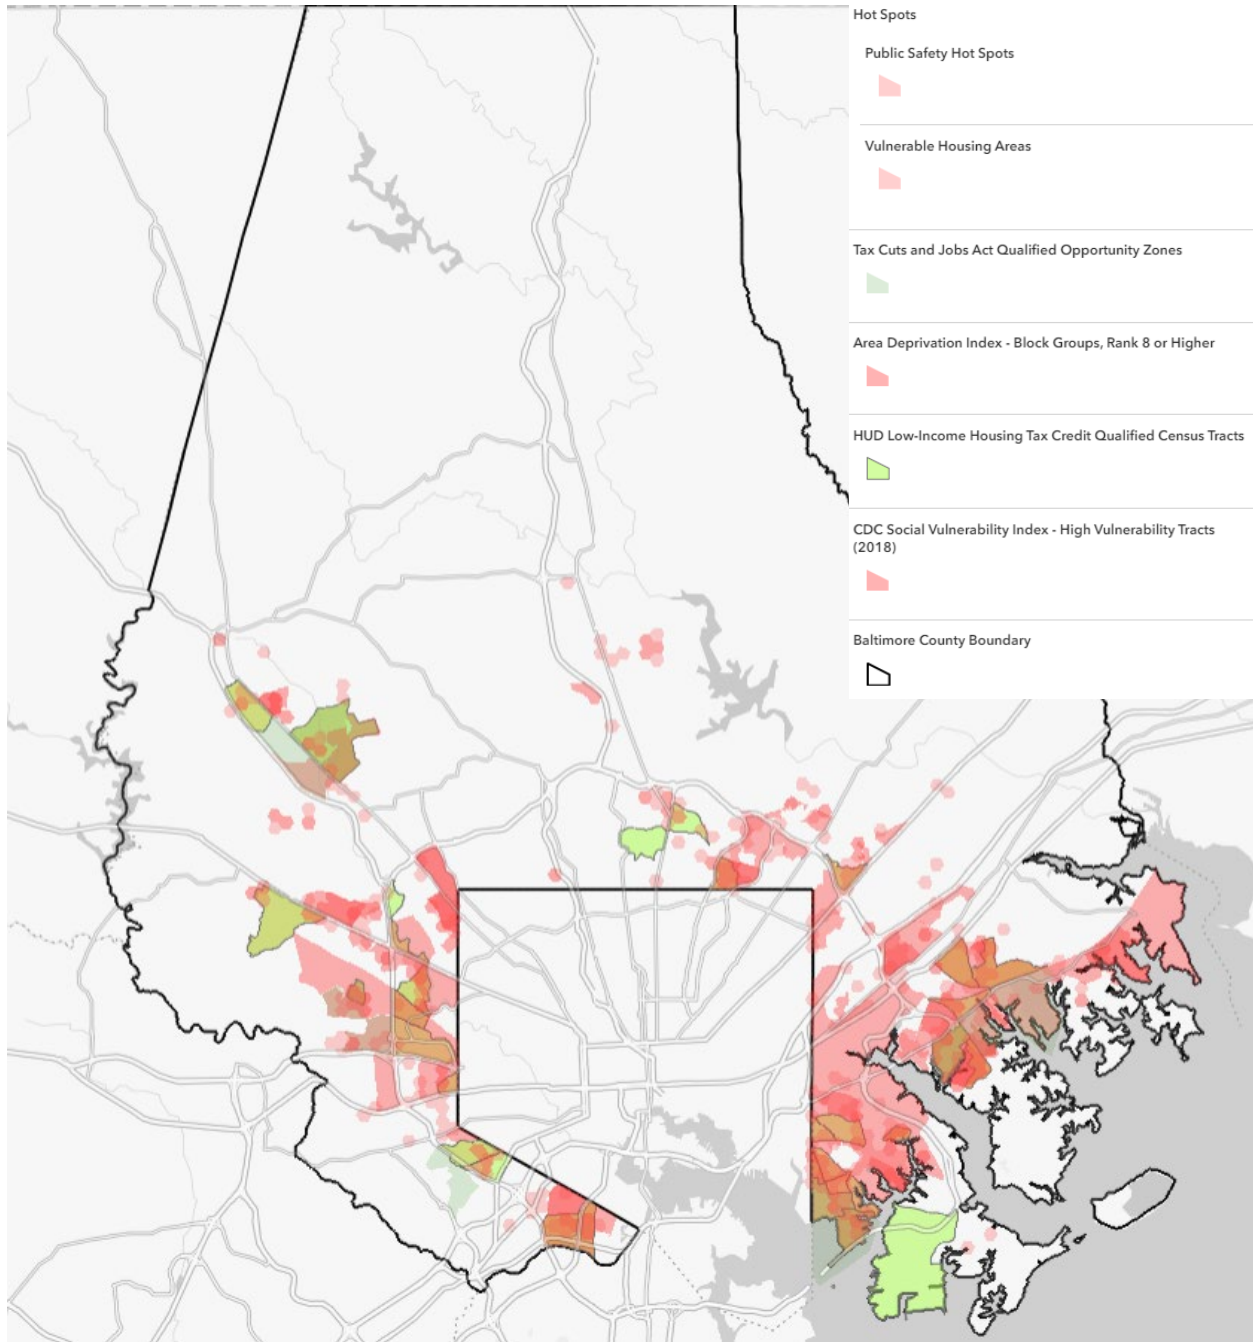 Hot Spots
Public Safety Hot Spots
Vulnerable Housing Areas
Tax Cuts and Jobs Act Qualified Opportunity Zones
Area Deprivation Index - Block Groups, Rank 8 or Higher
HUD Low-Income Housing Tax Credit Qualified Census Tracts
CDC Social Vulnerability Index - High Vulnerability Tracts
(2018)
Baltimore County Boundary